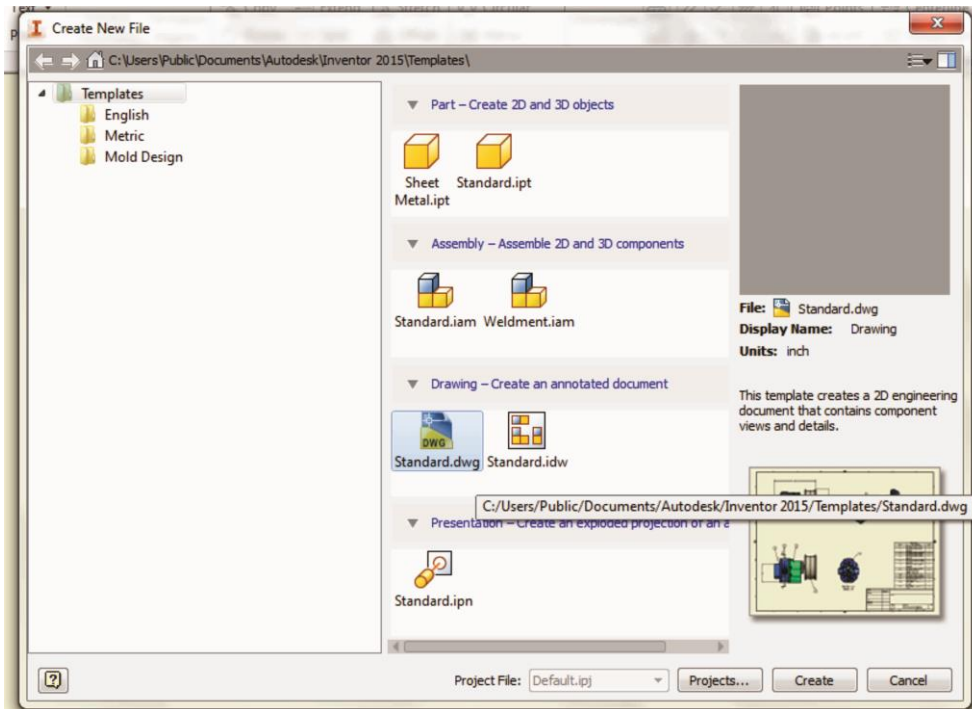 Create New File
C:\Users\Public\Documents\Autodesk\Inventor 2015\Templates\
Templates
English
Metric
Mold Design
Part – Create 2D and 3D objects
Sheet Metal.ipt
Standard.ipt
Assembly – Assemble 2D and 3D components
Standard.iam
Weldment.iam
Drawing – Create an annotated document
DWG
Standard.dwg
Standard.idw
C:/Users/Public/Documents/Autodesk/Inventor 2015/Templates/Standard.dwg
Presentation – Create an exploded projection of an a
Standard.ipn
File: Standard.dwg
Display Name: Drawing
Units: inch
This template creates a 2D engineering
document that contains component
views and details.
Project File: Default.ipj
Projects...
Create
Cancel